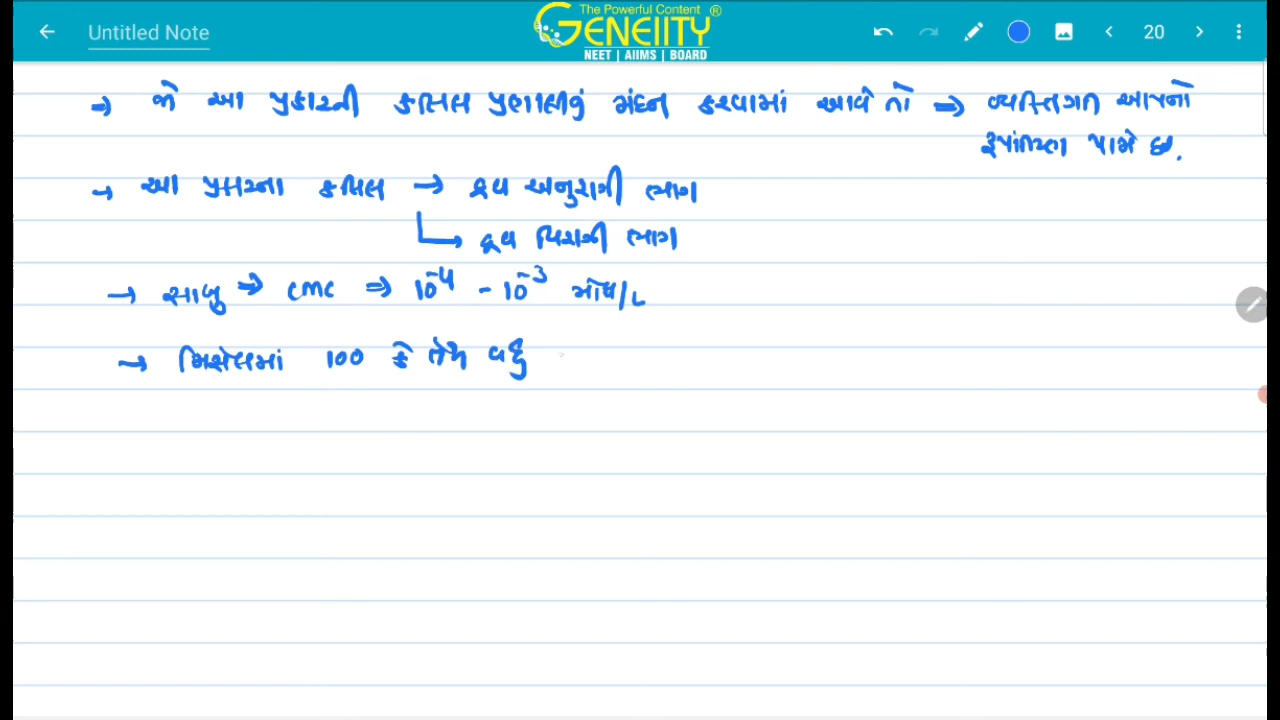 Untitled Note
The Powerful Content
GENEIITY ®
NEET | AIIMS | BOARD
20
→ જો આ પ્રકારની કલિલ પ્રણાલીનું મંદન કરવામાં આવે તો ⇒ વ્યક્તિગત આયનો
રૂપાંતરણ પામે છે.
→ આ પ્રકારના કલિલ → દ્રવ અનુરાગી ભાગ
→ દ્રવ વિરાગી ભાગ
→ સાબુ ⇒ CMC ⇒ 10⁻⁴ - 10⁻³ મોલ/L
→ મિસેલમાં 100 કે તેથી વધુ